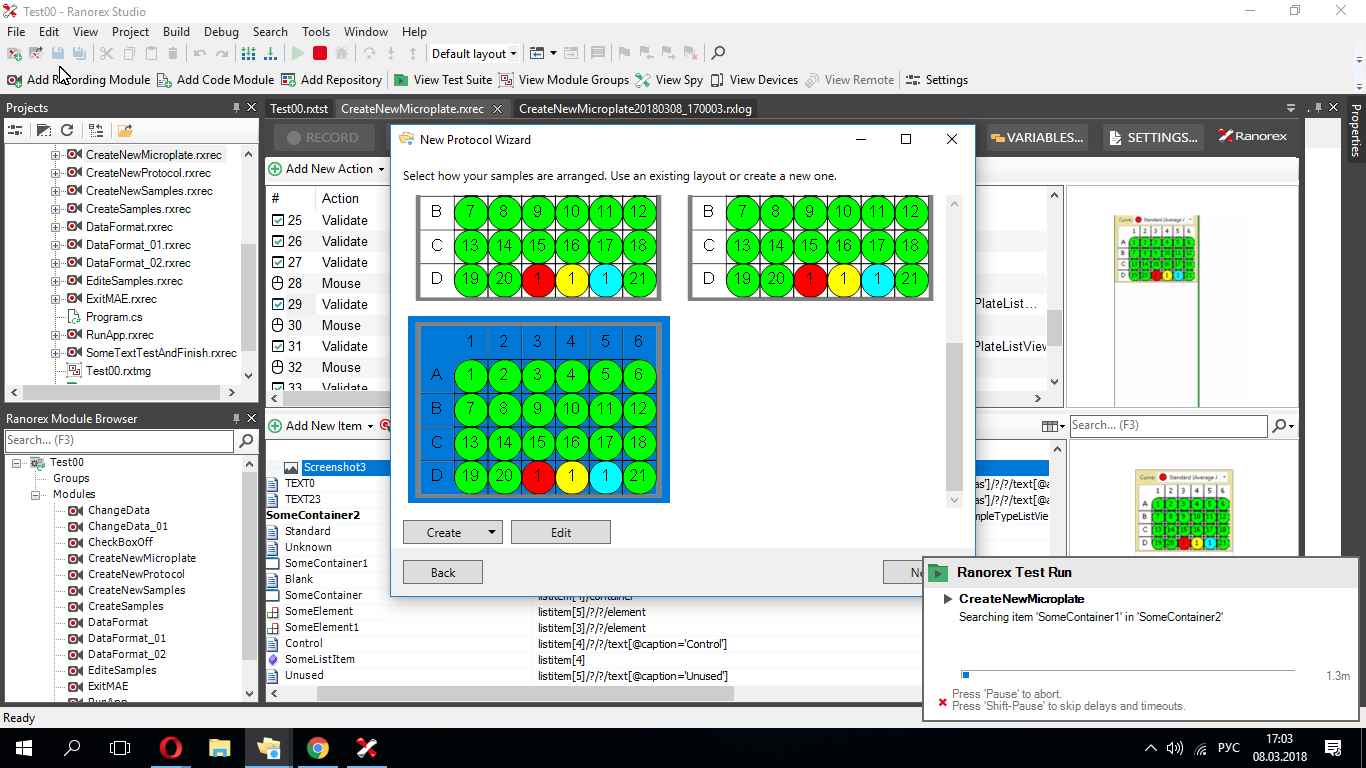 Test00 - Ranorex Studio
File Edit View Project Build Debug Search Tools Window Help
Default layout
Add Recording Module Add Code Module Add Repository View Test Suite View Module Groups View Spy View Devices View Remote Settings
Projects
CreateNewMicroplate.rxrec
CreateNewProtocol.rxrec
CreateNewSamples.rxrec
CreateSamples.rxrec
DataFormat.rxrec
DataFormat_01.rxrec
DataFormat_02.rxrec
EditeSamples.rxrec
ExitMAE.rxrec
Program.cs
RunApp.rxrec
SomeTextTestAndFinish.rxrec
Test00.rxtmg
Ranorex Module Browser
Search... (F3)
Test00
Groups
Modules
ChangeData
ChangeData_01
CheckBoxOff
CreateNewMicroplate
CreateNewProtocol
CreateNewSamples
CreateSamples
DataFormat
DataFormat_01
DataFormat_02
EditeSamples
ExitMAE
RunApp
Ready
Test00.rxtst CreateNewMicroplate.rxrec CreateNewMicroplate20180308_170003.rxlog
Properties
RECORD VARIABLES... SETTINGS... Ranorex
Add New Action
# Action
25 Validate
26 Validate
27 Validate
28 Mouse
29 Validate
30 Mouse
31 Validate
32 Mouse
33 Validate
PlateList...
PlateListView
Add New Item
Search... (F3)
Screenshot3
TEXT0
TEXT23
SomeContainer2
Standard
Unknown
SomeContainer1
Blank
SomeContainer listitem[4]/container
SomeElement listitem[5]/?/?/element
SomeElement1 listitem[3]/?/?/element
Control listitem[4]/?/?/text[@caption='Control']
SomeListItem listitem[4]
Unused listitem[5]/?/?/text[@caption='Unused']
as']/?/?/text[@ca
as']/?/?/text[@ca
mpleTypeListVie
New Protocol Wizard
Select how your samples are arranged. Use an existing layout or create a new one.
B 7 8 9 10 11 12
C 13 14 15 16 17 18
D 19 20 1 1 1 21
B 7 8 9 10 11 12
C 13 14 15 16 17 18
D 19 20 1 1 1 21
1 2 3 4 5 6
A 1 2 3 4 5 6
B 7 8 9 10 11 12
C 13 14 15 16 17 18
D 19 20 1 1 1 21
Create Edit
Back Ne
Ranorex Test Run
CreateNewMicroplate
Searching item 'SomeContainer1' in 'SomeContainer2'
1.3m
Press 'Pause' to abort.
Press 'Shift-Pause' to skip delays and timeouts.
РУС
17:03
08.03.2018